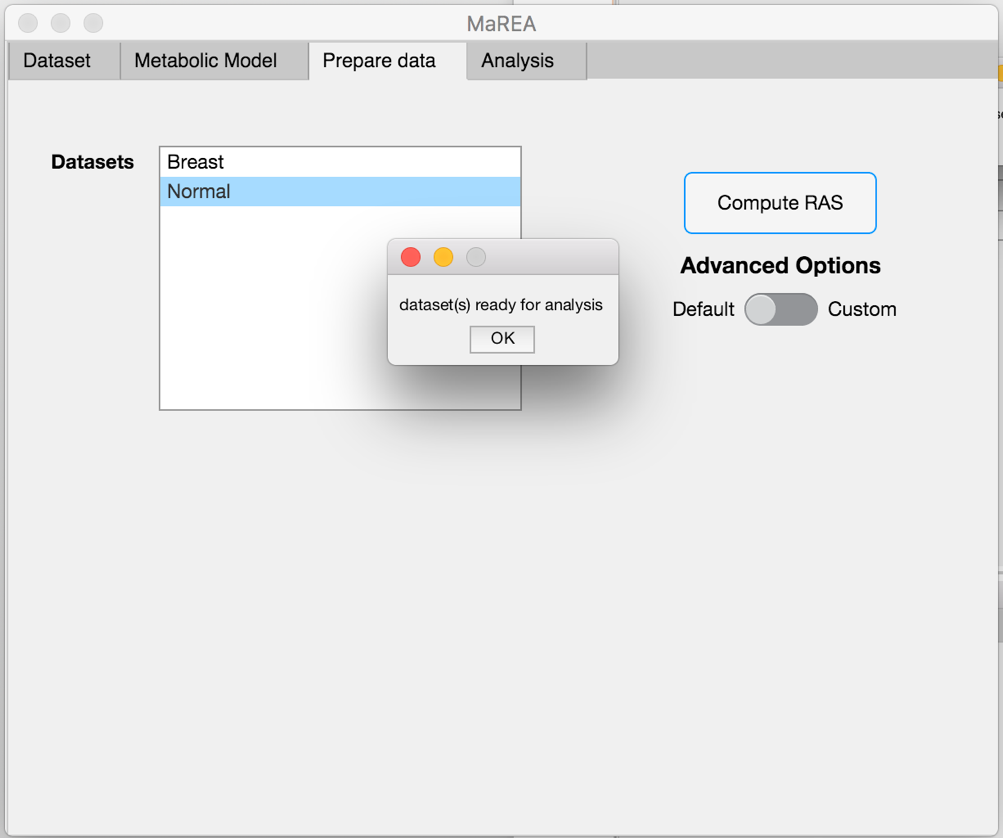 MaREA
Dataset Metabolic Model Prepare data Analysis
Datasets
Breast
Normal
Compute RAS
Advanced Options
Default Custom
dataset(s) ready for analysis
OK